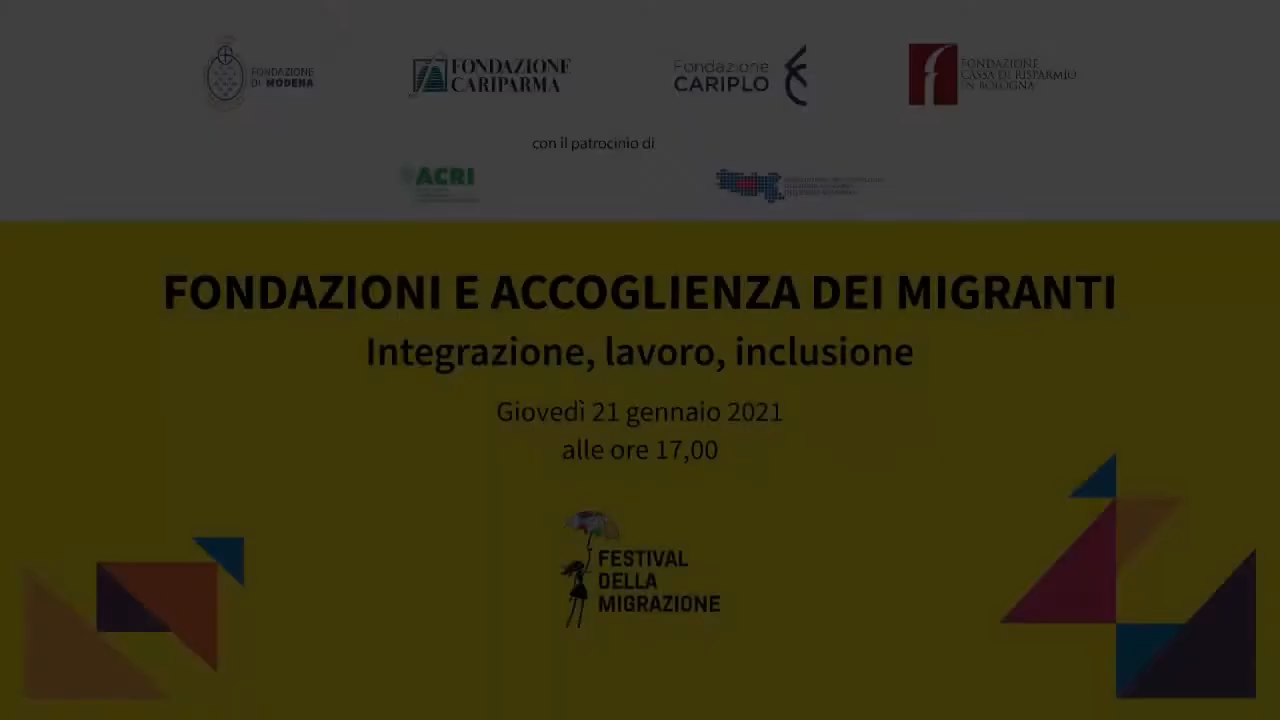 FONDAZIONE
DI MODENA
FONDAZIONE
CARIPARMA
Fondazione
CARIPLO
FONDAZIONE
CASSA DI RISPARMIO
IN BOLOGNA
con il patrocinio di
ACRI
FONDAZIONI E ACCOGLIENZA DEI MIGRANTI
Integrazione, lavoro, inclusione
Giovedì 21 gennaio 2021
alle ore 17,00
FESTIVAL
DELLA
MIGRAZIONE